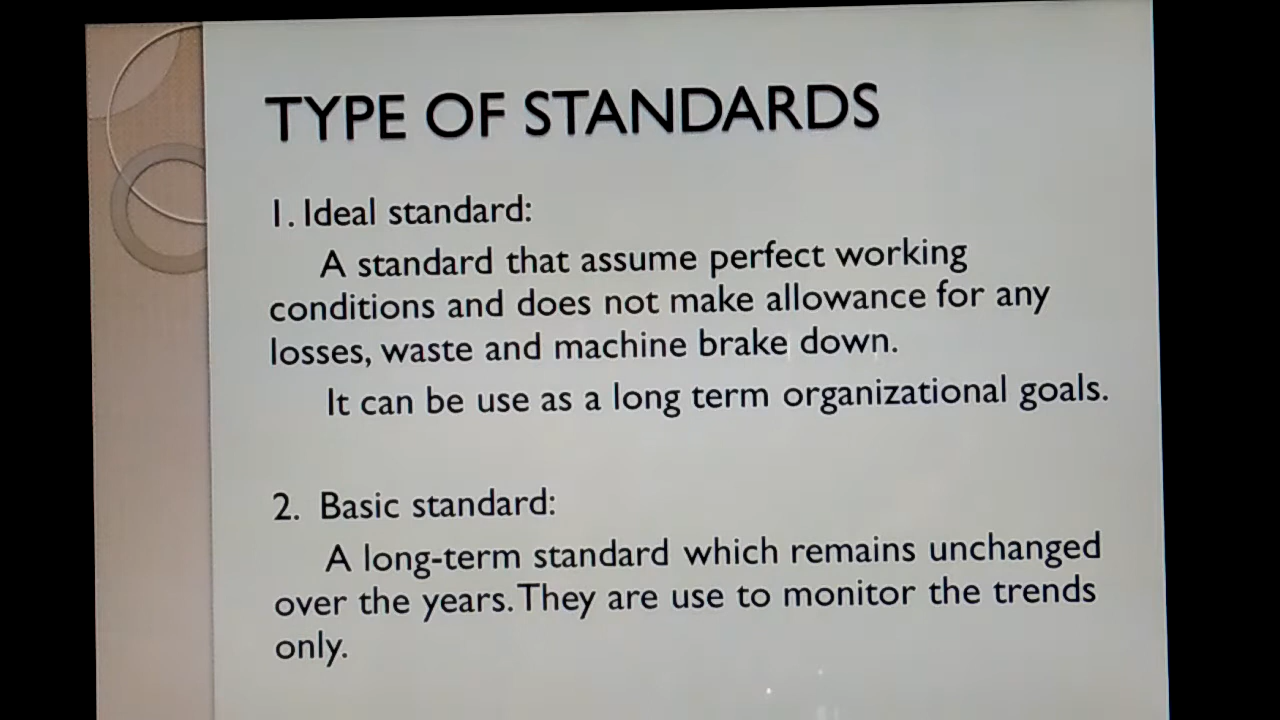 TYPE OF STANDARDS
1. Ideal standard:
A standard that assume perfect working
conditions and does not make allowance for any
losses, waste and machine brake down.
It can be use as a long term organizational goals.
2. Basic standard:
A long-term standard which remains unchanged
over the years. They are use to monitor the trends
only.